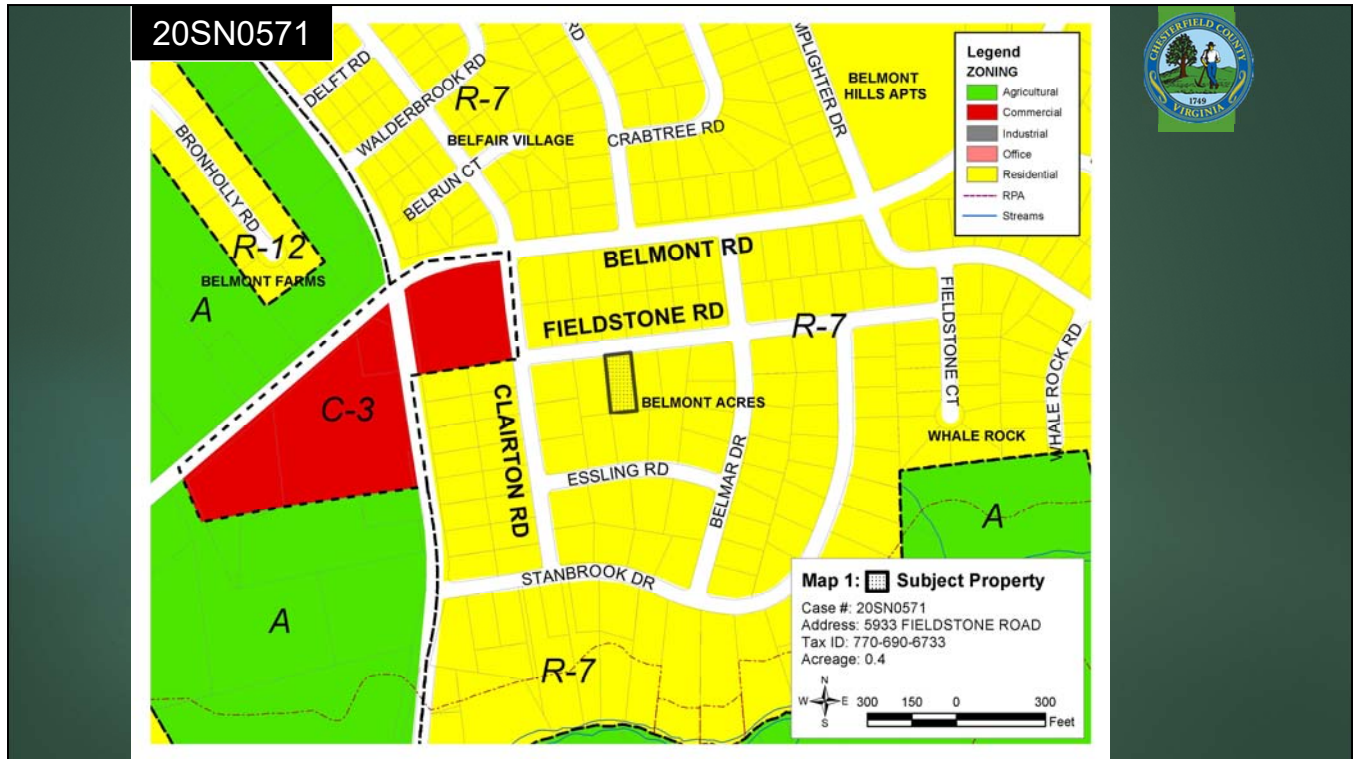 20SN0571
RD
DELFT RD
WALDERBROOK RD
R-7
BELFAIR VILLAGE
CRABTREE RD
MPLIGHTER DR
BELMONT
HILLS APTS
Legend
ZONING
Agricultural
Commercial
Industrial
Office
Residential
RPA
Streams
CHESTERFIELD COUNTY
1749
VIRGINIA
BRONHOLLY RD
BELRUN CT
R-12
BELMONT FARMS
A
BELMONT RD
FIELDSTONE RD
R-7
FIELDSTONE CT
WHALE ROCK RD
C-3
CLAIRTON RD
BELMONT ACRES
WHALE ROCK
ESSLING RD
BELMAR DR
A
STANBROOK DR
A
R-7
Map 1: Subject Property
Case #: 20SN0571
Address: 5933 FIELDSTONE ROAD
Tax ID: 770-690-6733
Acreage: 0.4
N
W E
S
300 150 0 300
Feet